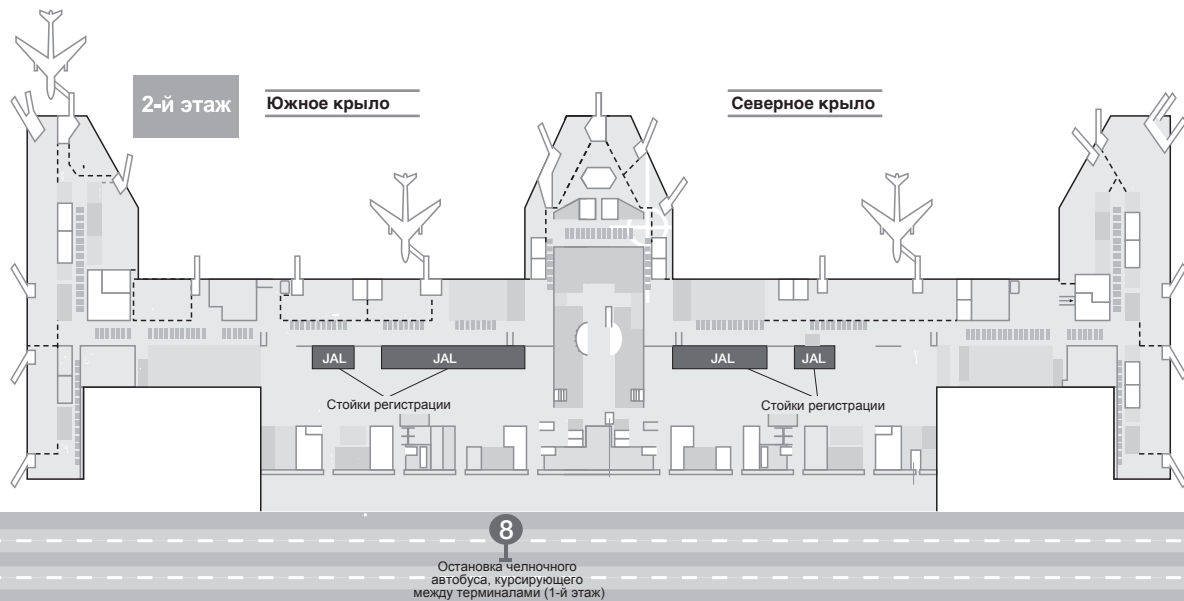 2-й этаж
Южное крыло
Северное крыло
JAL
JAL
JAL
JAL
Стойки регистрации
Стойки регистрации
8
Остановка челночного
автобуса, курсирующего
между терминалами (1-й этаж)